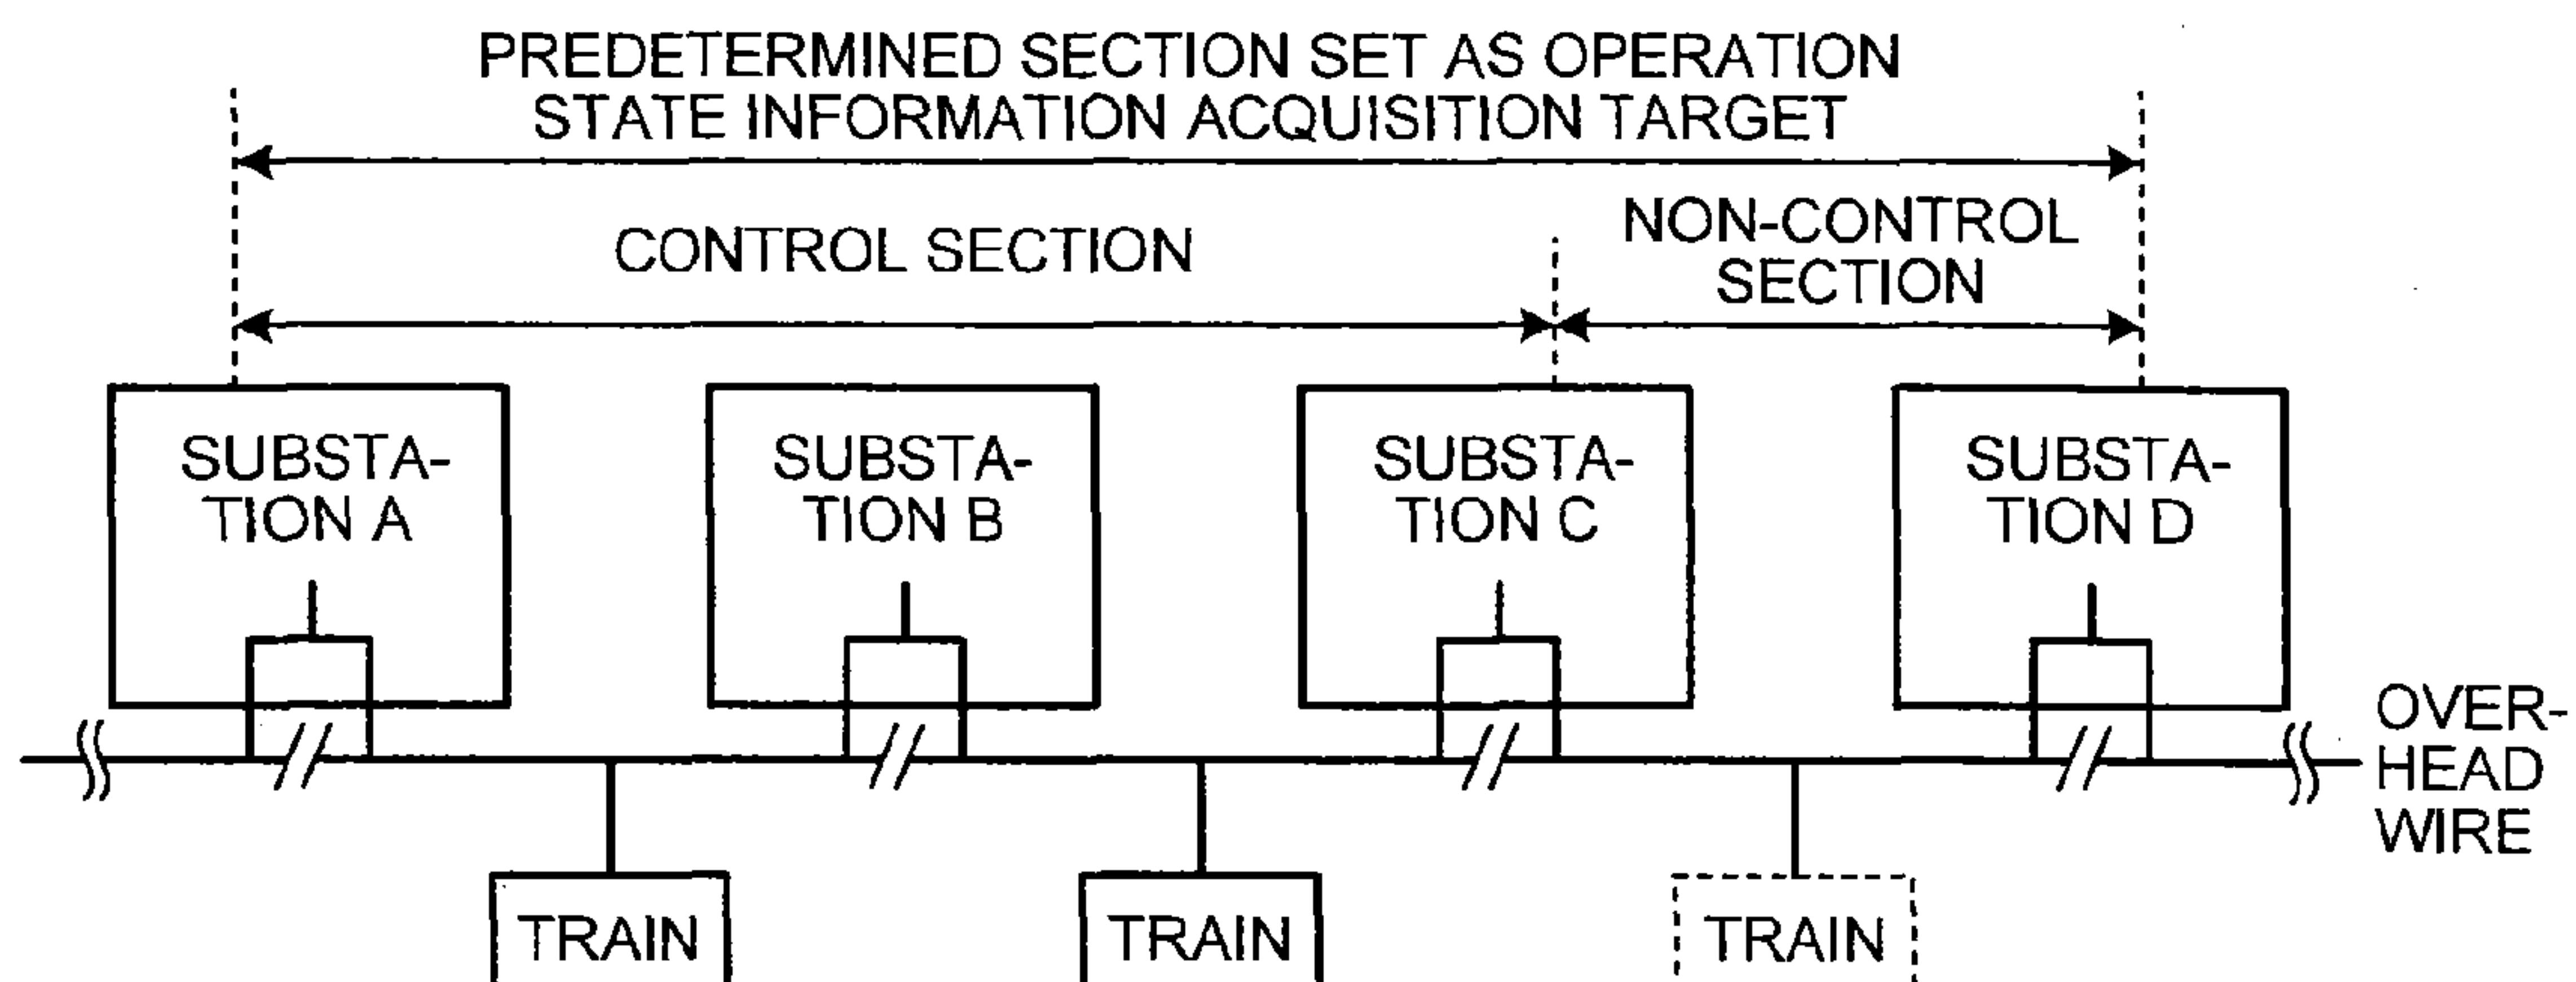 PREDETERMINED SECTION SET AS OPERATION
STATE INFORMATION ACQUISITION TARGET
CONTROL SECTION
NON-CONTROL
SECTION
SUBSTA-
TION A
SUBSTA-
TION B
SUBSTA-
TION C
SUBSTA-
TION D
OVER-
HEAD
WIRE
TRAIN
TRAIN
TRAIN